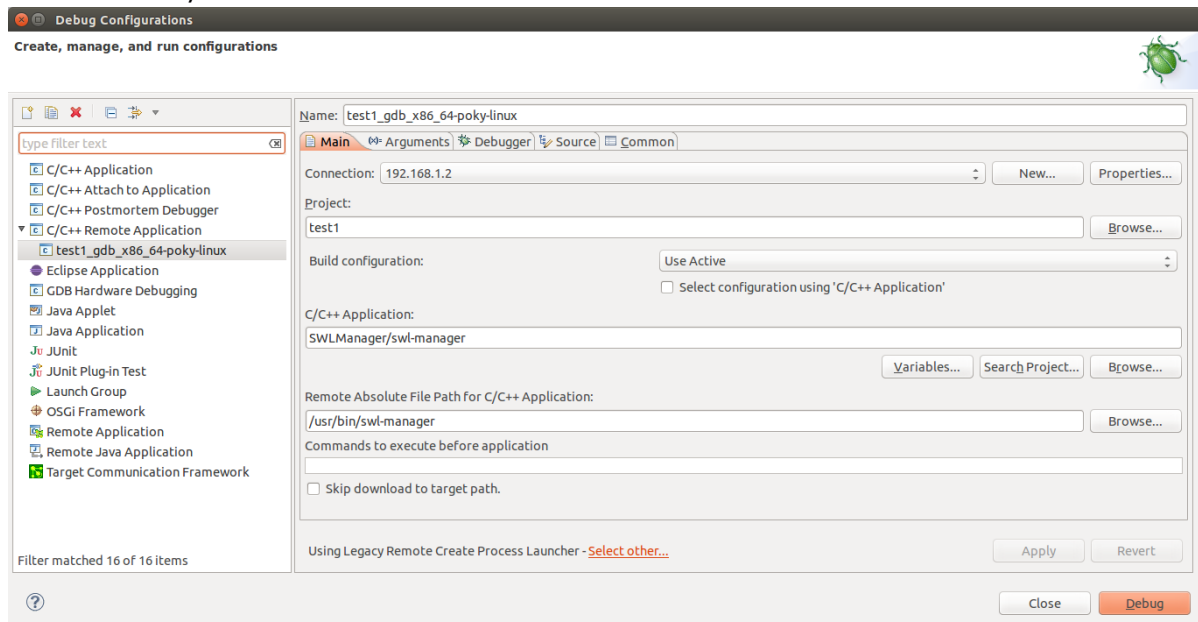 Debug Configurations
Create, manage, and run configurations
type filter text
C/C++ Application
C/C++ Attach to Application
C/C++ Postmortem Debugger
C/C++ Remote Application
test1_gdb_x86_64-poky-linux
Eclipse Application
GDB Hardware Debugging
Java Applet
Java Application
Ju JUnit
JUnit Plug-in Test
Launch Group
OSGi Framework
Remote Application
Remote Java Application
Target Communication Framework
Filter matched 16 of 16 items
Name: test1_gdb_x86_64-poky-linux
Main Arguments Debugger Source Common
Connection: 192.168.1.2 New... Properties...
Project:
test1 Browse...
Build configuration: Use Active
Select configuration using 'C/C++ Application'
C/C++ Application:
SWLManager/swl-manager
Variables... Search Project... Browse...
Remote Absolute File Path for C/C++ Application:
/usr/bin/swl-manager Browse...
Commands to execute before application
Skip download to target path.
Using Legacy Remote Create Process Launcher - Select other... Apply Revert
? Close Debug